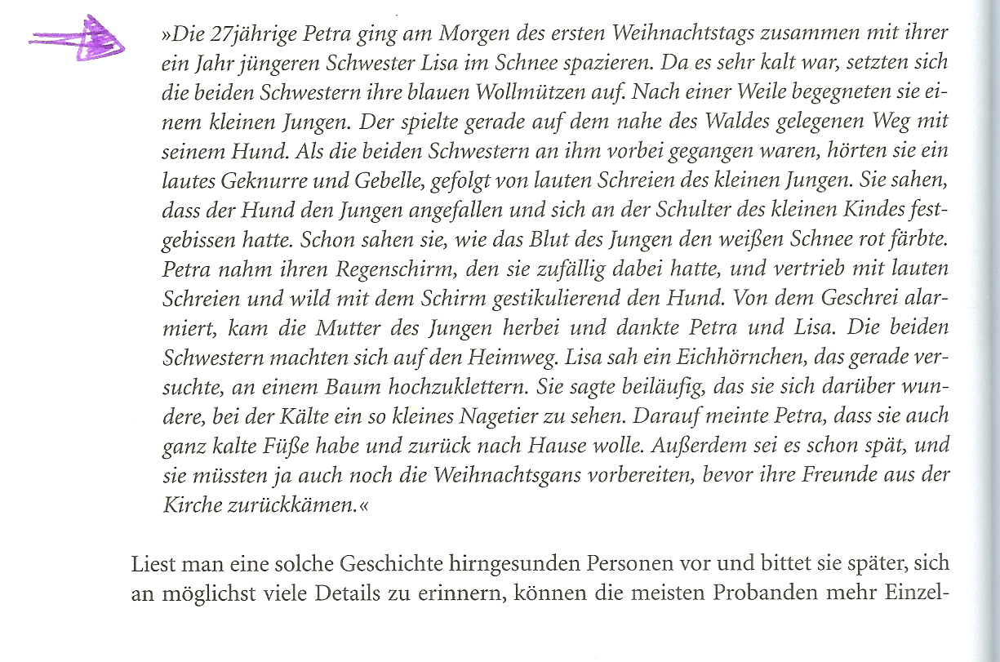 »Die 27jährige Petra ging am Morgen des ersten Weihnachtstags zusammen mit ihrer
ein Jahr jüngeren Schwester Lisa im Schnee spazieren. Da es sehr kalt war, setzten sich
die beiden Schwestern ihre blauen Wollmützen auf. Nach einer Weile begegneten sie ei-
nem kleinen Jungen. Der spielte gerade auf dem nahe des Waldes gelegenen Weg mit
seinem Hund. Als die beiden Schwestern an ihm vorbei gegangen waren, hörten sie ein
lautes Geknurre und Gebelle, gefolgt von lauten Schreien des kleinen Jungen. Sie sahen,
dass der Hund den Jungen angefallen und sich an der Schulter des kleinen Kindes fest-
gebissen hatte. Schon sahen sie, wie das Blut des Jungen den weißen Schnee rot färbte.
Petra nahm ihren Regenschirm, den sie zufällig dabei hatte, und vertrieb mit lauten
Schreien und wild mit dem Schirm gestikulierend den Hund. Von dem Geschrei alar-
miert, kam die Mutter des Jungen herbei und dankte Petra und Lisa. Die beiden
Schwestern machten sich auf den Heimweg. Lisa sah ein Eichhörnchen, das gerade ver-
suchte, an einem Baum hochzuklettern. Sie sagte beiläufig, das sie sich darüber wun-
dere, bei der Kälte ein so kleines Nagetier zu sehen. Darauf meinte Petra, dass sie auch
ganz kalte Füße habe und zurück nach Hause wolle. Außerdem sei es schon spät, und
sie müssten ja auch noch die Weihnachtsgans vorbereiten, bevor ihre Freunde aus der
Kirche zurückkämen.«
Liest man eine solche Geschichte hirngesunden Personen vor und bittet sie später, sich
an möglichst viele Details zu erinnern, können die meisten Probanden mehr Einzel-